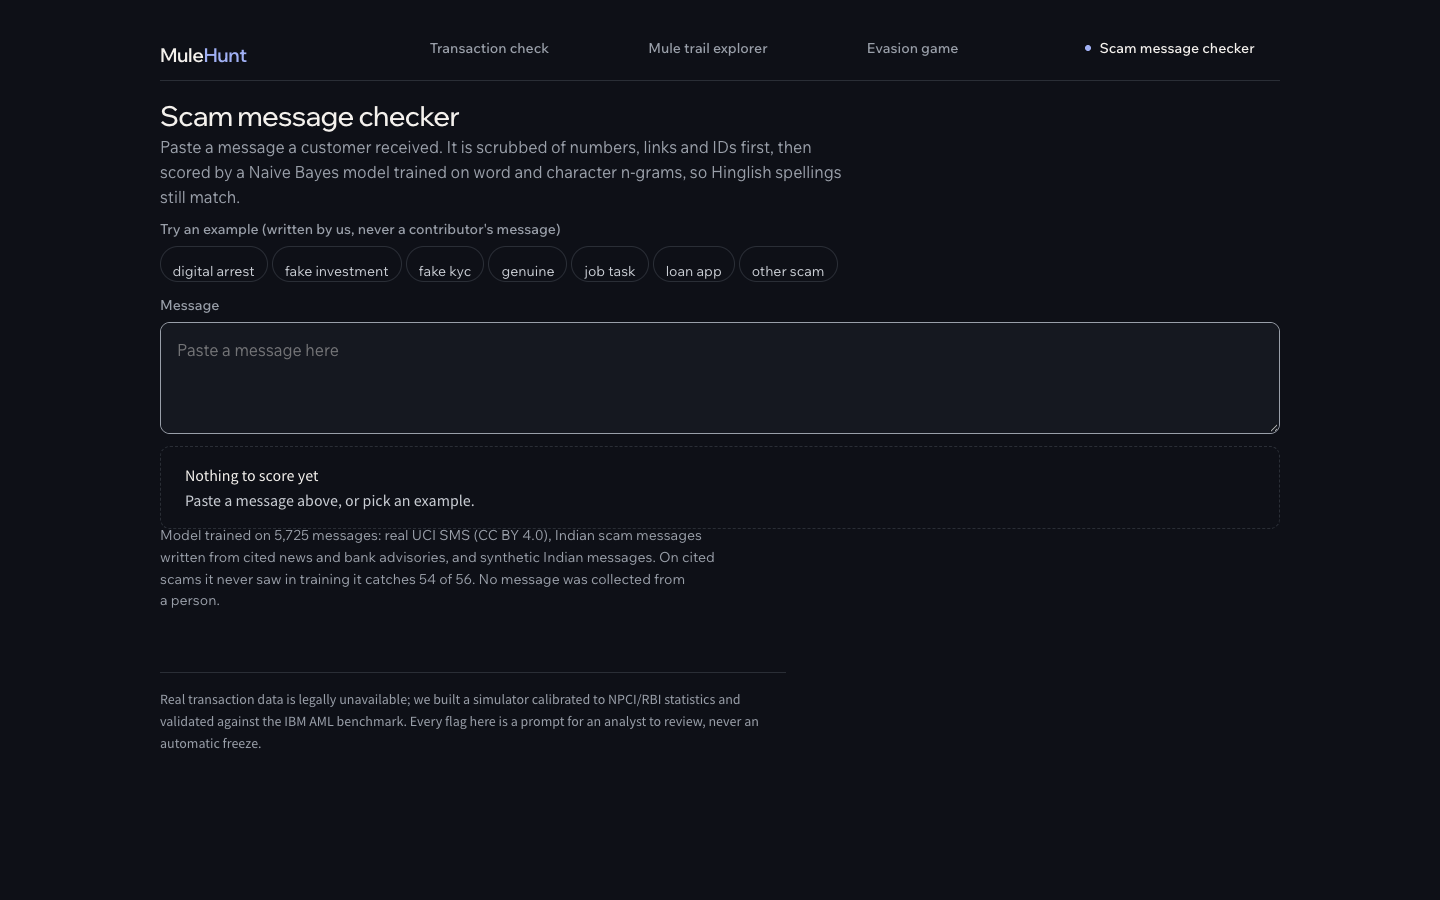 MuleHunt
Transaction check
Mule trail explorer
Evasion game
Scam message checker
Scam message checker
Paste a message a customer received. It is scrubbed of numbers, links and IDs first, then
scored by a Naive Bayes model trained on word and character n-grams, so Hinglish spellings
still match.
Try an example (written by us, never a contributor's message)
digital arrest
fake investment
fake kyc
genuine
job task
loan app
other scam
Message
Paste a message here
Nothing to score yet
Paste a message above, or pick an example.
Model trained on 5,725 messages: real UCI SMS (CC BY 4.0), Indian scam messages
written from cited news and bank advisories, and synthetic Indian messages. On cited
scams it never saw in training it catches 54 of 56. No message was collected from
a person.
Real transaction data is legally unavailable; we built a simulator calibrated to NPCI/RBI statistics and
validated against the IBM AML benchmark. Every flag here is a prompt for an analyst to review, never an
automatic freeze.